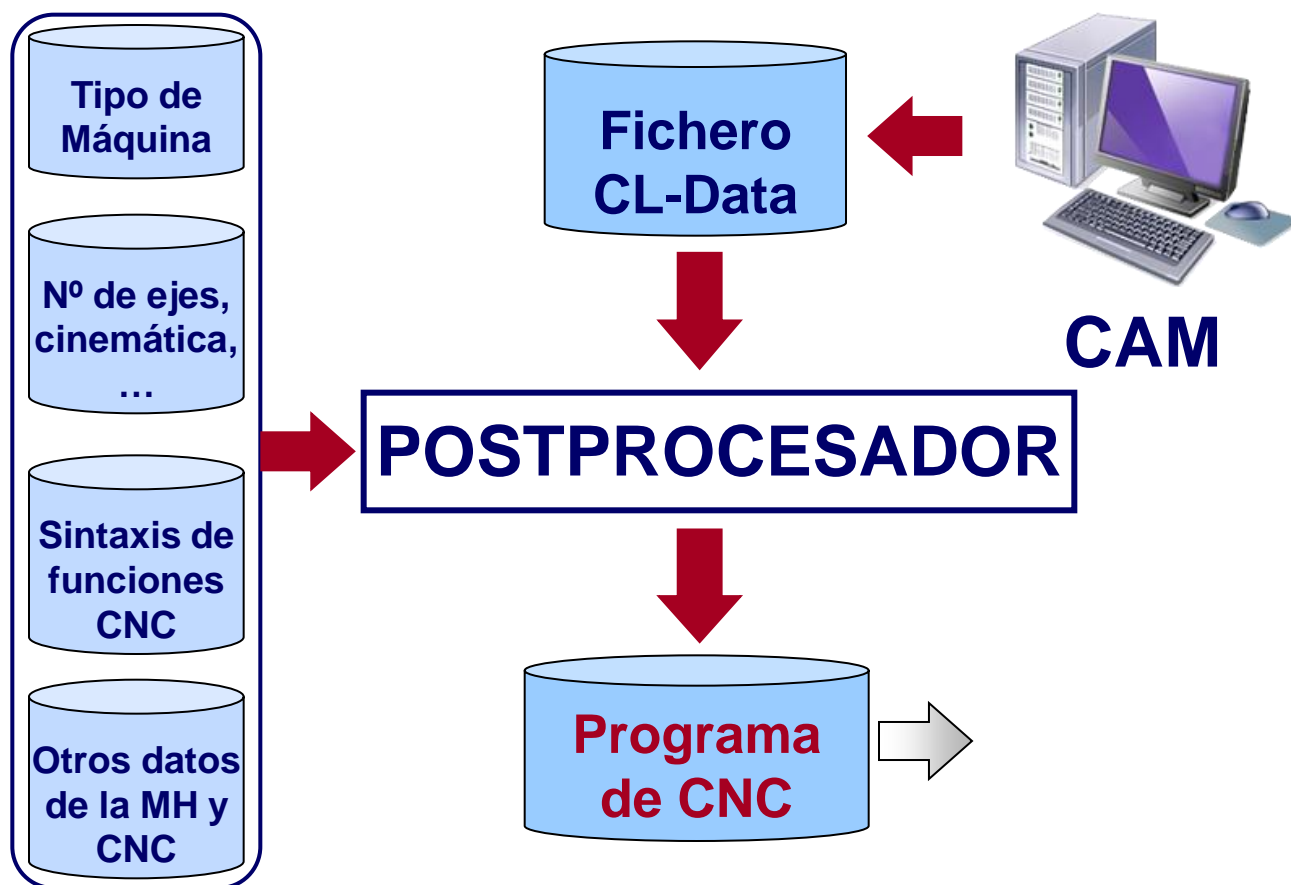 Tipo de
Máquina
Nº de ejes,
cinemática,
…
Sintaxis de
funciones
CNC
Otros datos
de la MH y
CNC
Fichero
CL-Data
CAM
POSTPROCESADOR
Programa
de CNC